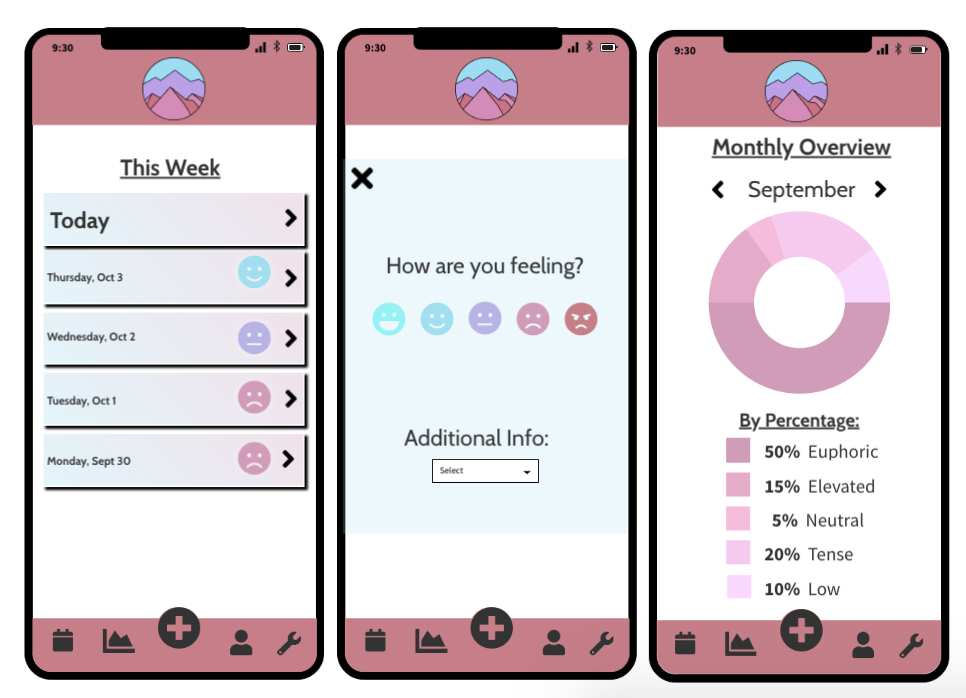 9:30
This Week
Today
Thursday, Oct 3
Wednesday, Oct 2
Tuesday, Oct 1
Monday, Sept 30
9:30
How are you feeling?
Additional Info:
Select
9:30
Monthly Overview
September
By Percentage:
50% Euphoric
15% Elevated
5% Neutral
20% Tense
10% Low